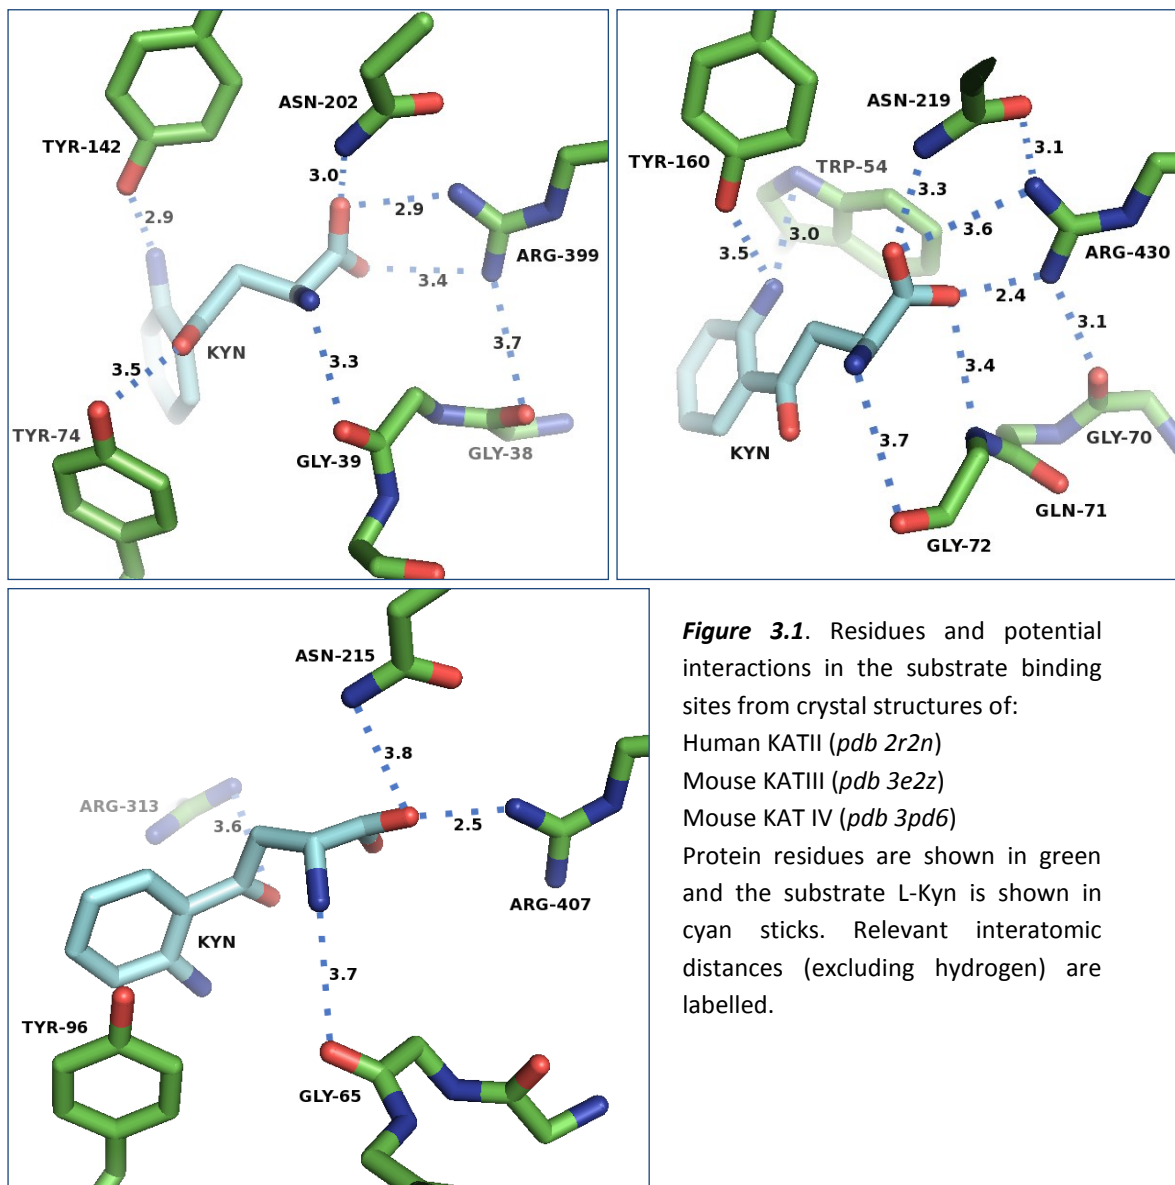 ASN-202
TYR-142
3.0
2.9
2.9
ARG-399
3.4
KYN
3.7
3.5
3.3
TYR-74
GLY-39
GLY-38
ASN-219
TYR-160
TRP-54
3.1
3.3
3.6
3.0
3.5
ARG-430
2.4
3.1
3.4
KYN
3.7
GLY-70
GLN-71
GLY-72
ASN-215
3.8
ARG-313
3.6
2.5
ARG-407
KYN
3.7
TYR-96
GLY-65
Figure 3.1. Residues and potential
interactions in the substrate binding
sites from crystal structures of:
Human KATII (pdb 2r2n)
Mouse KATIII (pdb 3e2z)
Mouse KAT IV (pdb 3pd6)
Protein residues are shown in green
and the substrate L-Kyn is shown in
cyan sticks. Relevant interatomic
distances (excluding hydrogen) are
labelled.